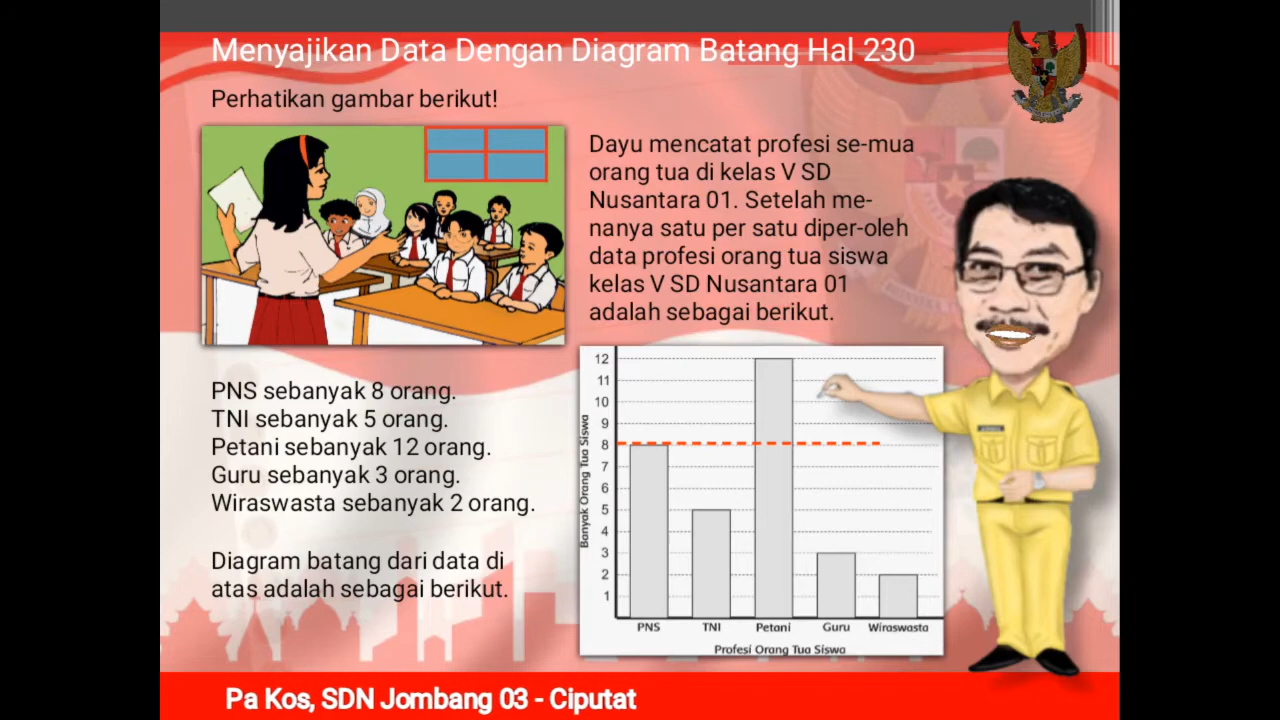 Menyajikan Data Dengan Diagram Batang Hal 230
Perhatikan gambar berikut!
Dayu mencatat profesi se-mua
orang tua di kelas V SD
Nusantara 01. Setelah me-
nanya satu per satu diper-oleh
data profesi orang tua siswa
kelas V SD Nusantara 01
adalah sebagai berikut.
PNS sebanyak 8 orang.
TNI sebanyak 5 orang.
Petani sebanyak 12 orang.
Guru sebanyak 3 orang.
Wiraswasta sebanyak 2 orang.
Diagram batang dari data di
atas adalah sebagai berikut.
Banyak Orang Tua Siswa
12
11
10
9
8
7
6
5
4
3
2
1
PNS TNI Petani Guru Wiraswasta
Profesi Orang Tua Siswa
Pa Kos, SDN Jombang 03 - Ciputat